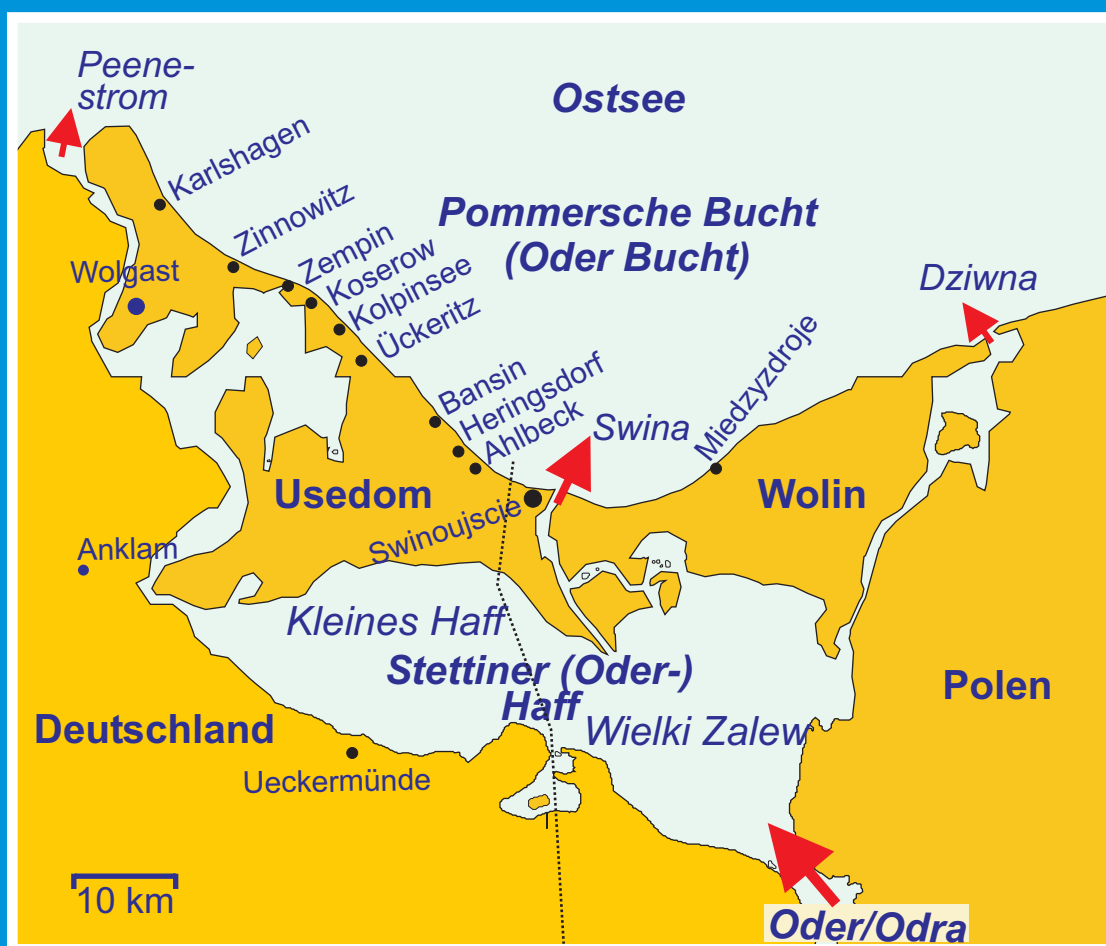 Peene-
strom
Ostsee
Karlshagen
Pommersche Bucht
(Oder Bucht)
Zinnowitz
Zempin
Koserow
Kolpinsee
Ückeritz
Wolgast
Dziwna
Bansin
Heringsdorf
Ahlbeck
Swina
Miedzyzdroje
Usedom
Wolin
Swinoujscie
Anklam
Kleines Haff
Stettiner (Oder-)
Haff
Wielki Zalew
Polen
Deutschland
Ueckermünde
10 km
Oder/Odra